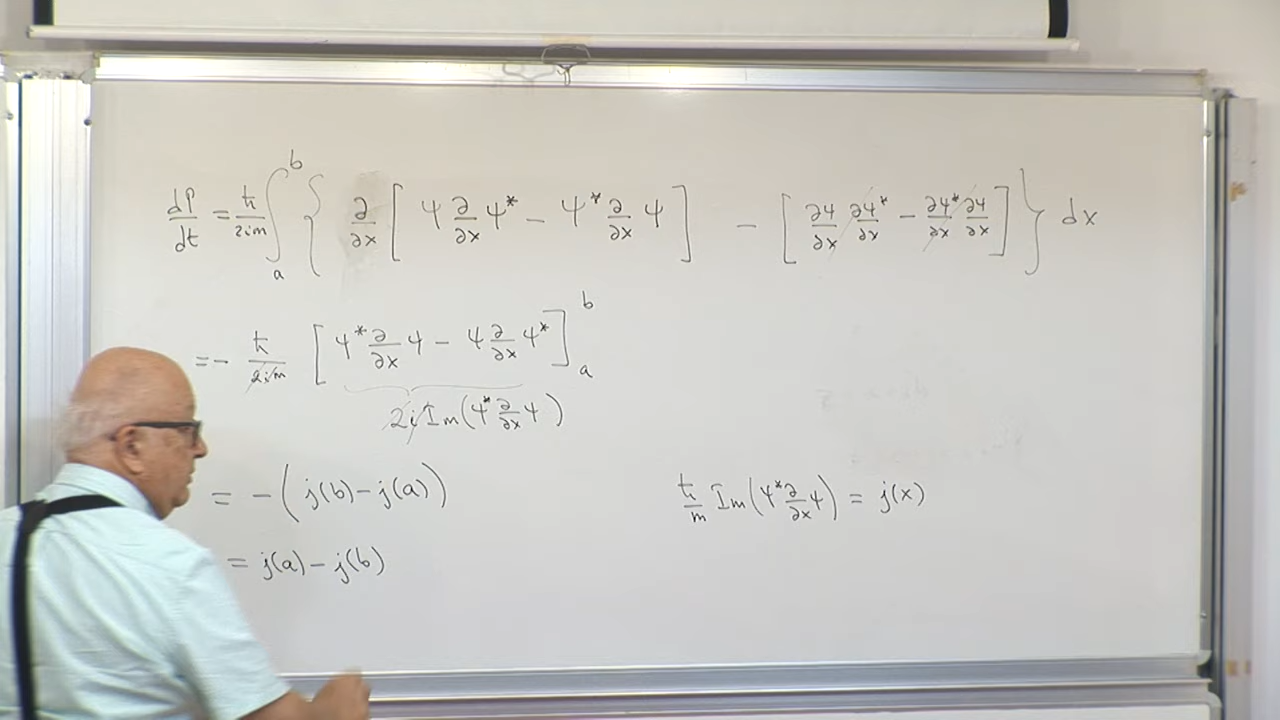 dP/dt = ℏ/2im ∫_a^b { ∂/∂x [ Ψ ∂/∂x Ψ* − Ψ* ∂/∂x Ψ ] − [ ∂Ψ/∂x ∂Ψ*/∂x − ∂Ψ*/∂x ∂Ψ/∂x ] } dx
= − ℏ/2im [ Ψ* ∂/∂x Ψ − Ψ ∂/∂x Ψ* ]_a^b
2i Im(Ψ* ∂/∂x Ψ)
= −( j(b) − j(a) )
ℏ/m Im(Ψ* ∂/∂x Ψ) = j(x)
= j(a) − j(b)